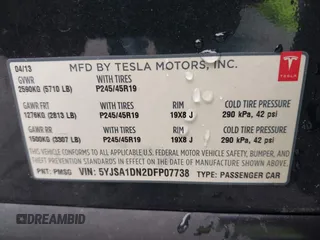 04/13
MFD BY TESLA MOTORS, INC.
GVWR
2590KG (5710 LB)
WITH TIRES
P245/45R19
TESLA
GAWR FRT
1276KG (2813 LB)
WITH TIRES
P245/45R19
RIM
19X8 J
COLD TIRE PRESSURE
290 kPa, 42 psi
GAWR RR
1500KG (3307 LB)
WITH TIRES
P245/45R19
RIM
19X8 J
COLD TIRE PRESSURE
290 kPa, 42 psi
THIS VEHICLE CONFORMS TO ALL APPLICABLE
U.S. FEDERAL MOTOR VEHICLE SAFETY, BUMPER, AND
THEFT PREVENTION STANDARDS IN EFFECT ON THE DATE OF
MANUFACTURE SHOWN ABOVE.
PNT: PMSG VIN: 5YJSA1DN2DFP07738 TYPE: PASSENGER CAR
DREAMBID